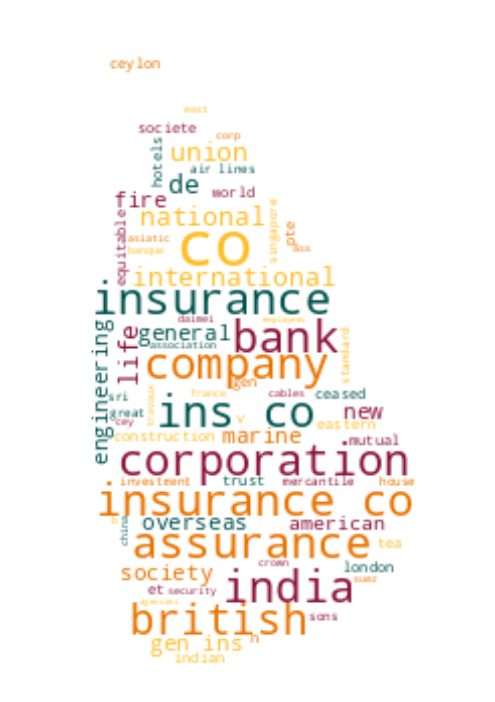 ceylon
east
societe
corp
union
hotels
air lines
de
world
fire
national
equitable
singapore
pte
asiatic
co
ass
banque
international
insurance
daimei
employees
general
bank
life
association
engineering
standard
company
gen
sri
travaux
france
cables
ceased
great
ins co
new
cey
v
eastern
construction
marine
mutual
corporation
investment
trust
mercantile
house
insurance co
overseas
american
china
assurance
tea
crown
london
society
suez
et
security
india
agencies
british
sons
gen ins
h
indian